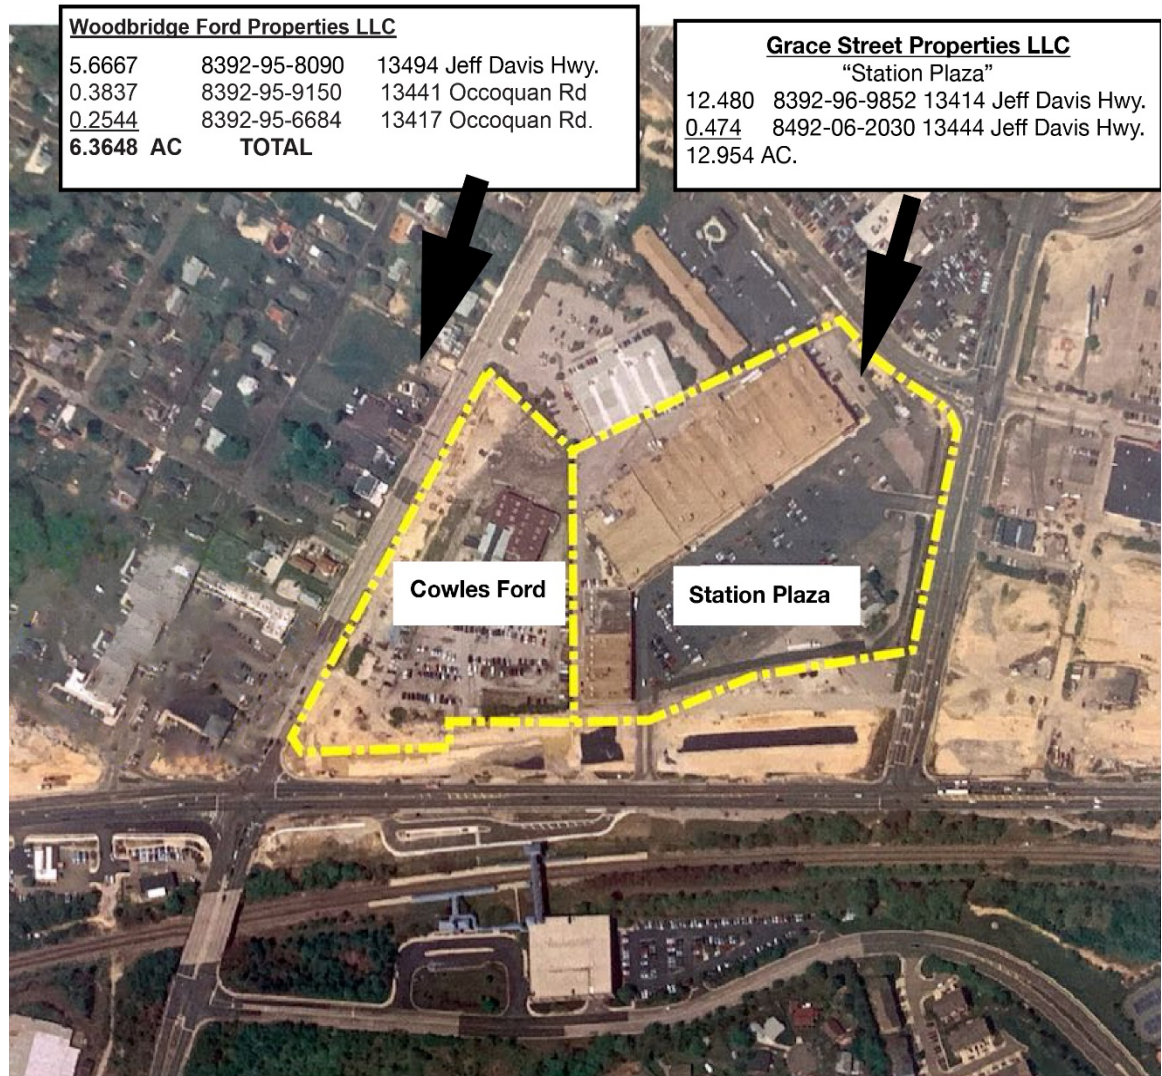 Woodbridge Ford Properties LLC
5.6667 8392-95-8090 13494 Jeff Davis Hwy.
0.3837 8392-95-9150 13441 Occoquan Rd
0.2544 8392-95-6684 13417 Occoquan Rd.
6.3648 AC TOTAL
Grace Street Properties LLC
“Station Plaza”
12.480 8392-96-9852 13414 Jeff Davis Hwy.
0.474 8492-06-2030 13444 Jeff Davis Hwy.
12.954 AC.
Cowles Ford
Station Plaza